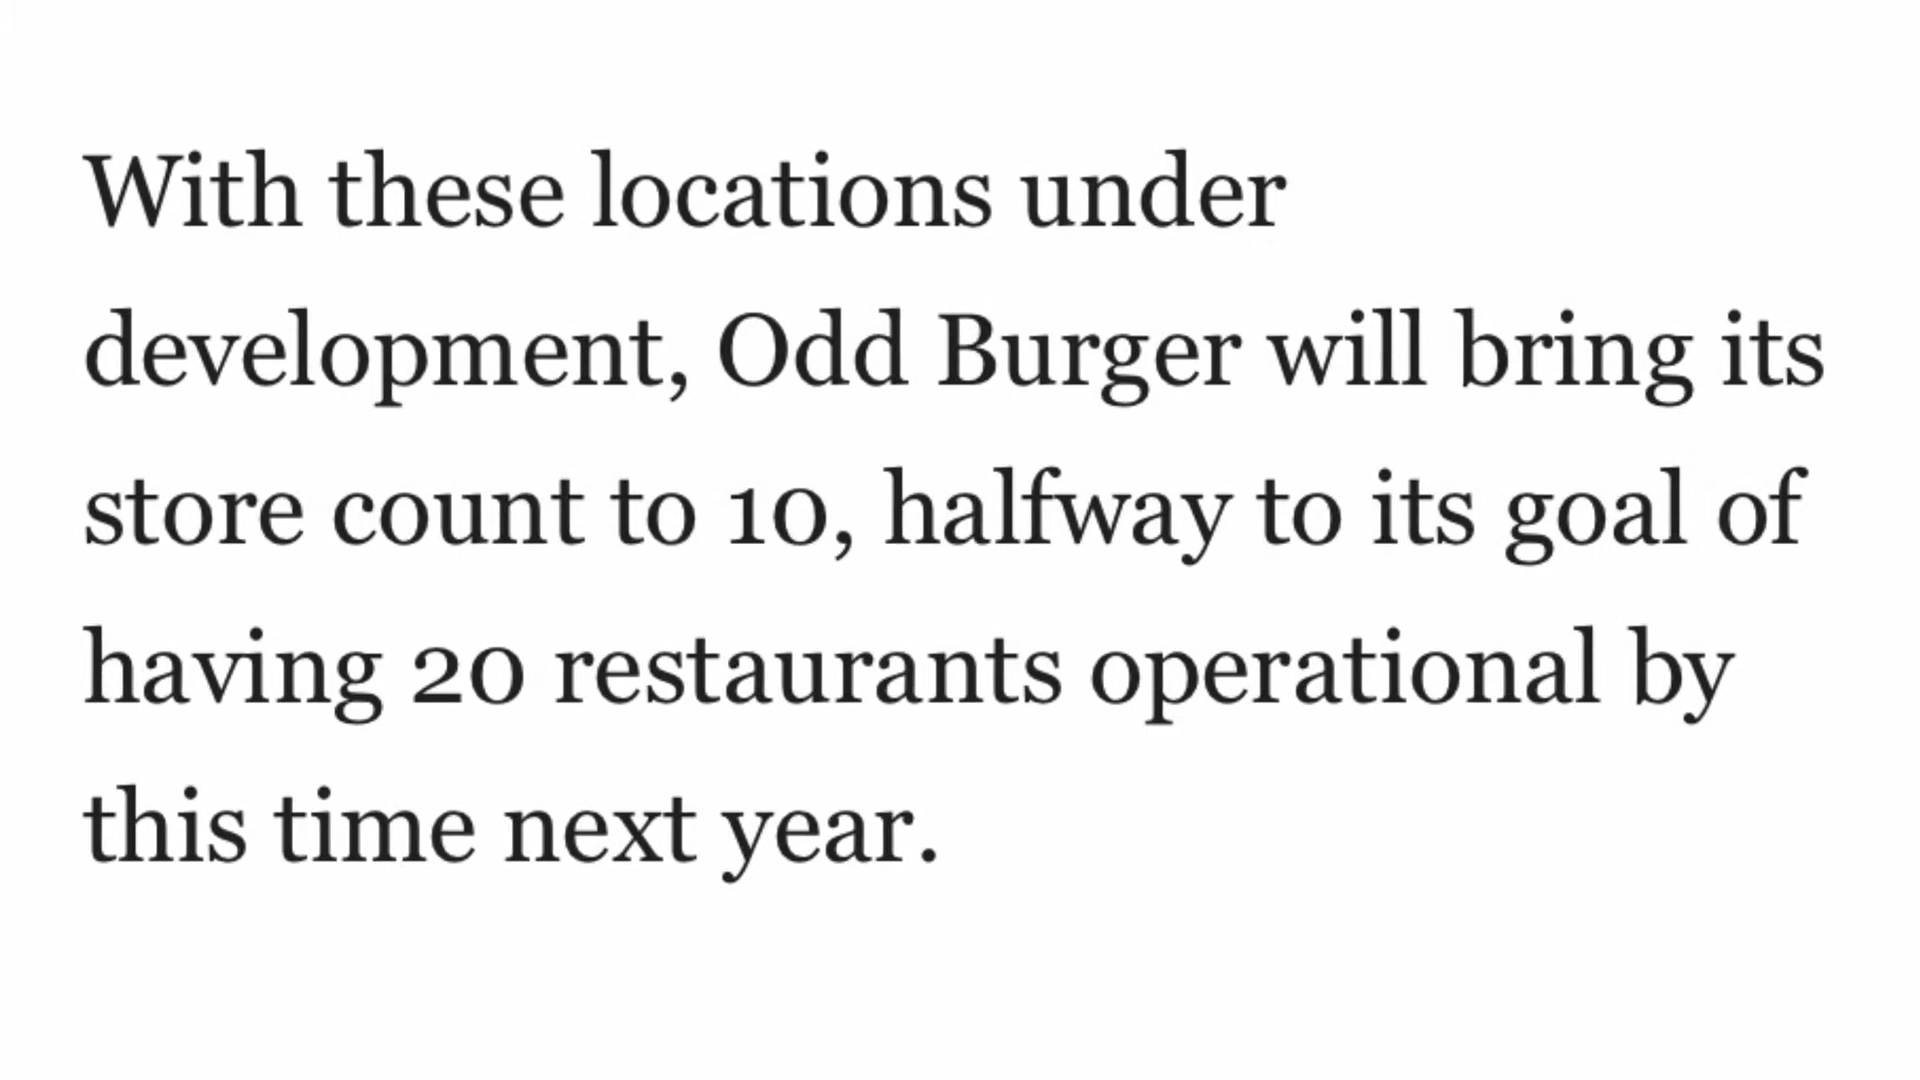 With these locations under
development, Odd Burger will bring its
store count to 10, halfway to its goal of
having 20 restaurants operational by
this time next year.